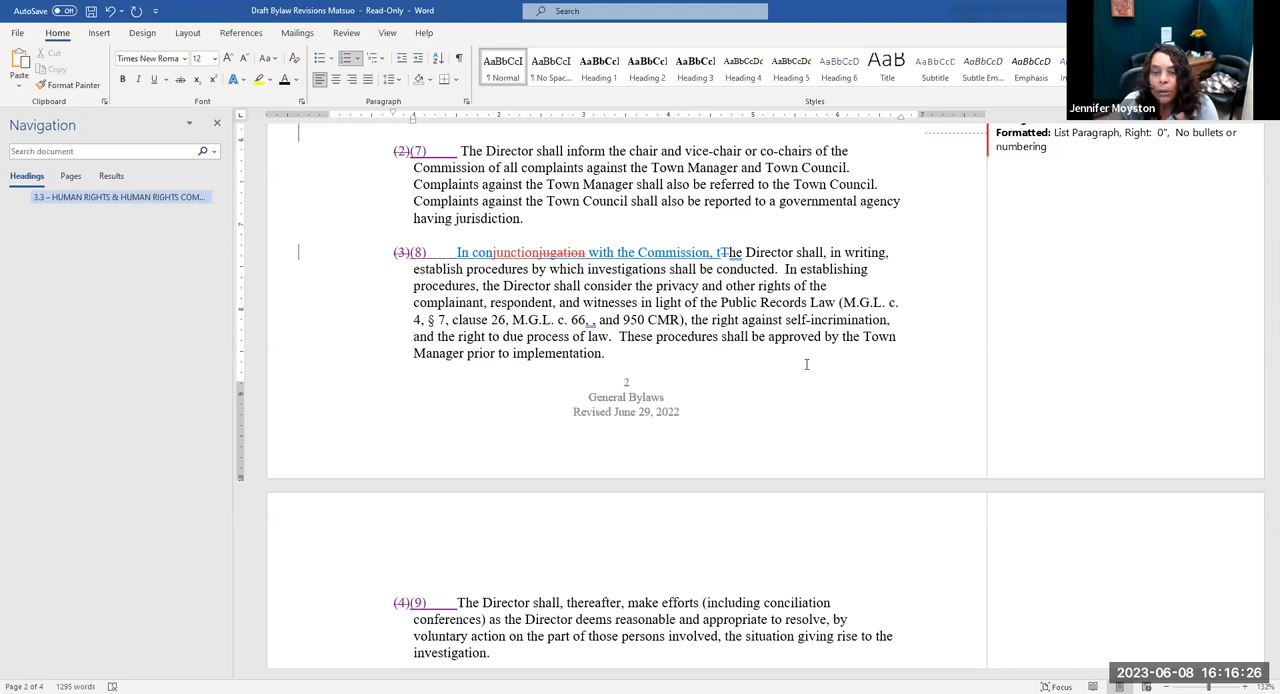 AutoSave Off Draft Bylaw Revisions Matsuo - Read-Only - Word Search
File Home Insert Design Layout References Mailings Review View Help
Paste Cut Copy Format Painter Clipboard
Times New Roma 12 Aa B I U ab x₂ x² A A Font
Paragraph
AaBbCcI ¶ Normal AaBbCcI ¶ No Spac... AaBbCcI Heading 1 AaBbCcI Heading 2 AaBbCcI Heading 3 AaBbCcDc Heading 4 AaBbCcDc Heading 5 AaBbCcD Heading 6 AaB Title AaBbCcC Subtitle AaBbCcD Subtle Em... AaBbCcD Emphasis
Styles
Jennifer Moyston
Navigation
Search document
Headings Pages Results
3.3 – HUMAN RIGHTS & HUMAN RIGHTS COM...
Formatted: List Paragraph, Right: 0", No bullets or
numbering
(2)(7) The Director shall inform the chair and vice-chair or co-chairs of the
Commission of all complaints against the Town Manager and Town Council.
Complaints against the Town Manager shall also be referred to the Town Council.
Complaints against the Town Council shall also be reported to a governmental agency
having jurisdiction.
(3)(8) In conjunctionjugation with the Commission, tThe Director shall, in writing,
establish procedures by which investigations shall be conducted. In establishing
procedures, the Director shall consider the privacy and other rights of the
complainant, respondent, and witnesses in light of the Public Records Law (M.G.L. c.
4, § 7, clause 26, M.G.L. c. 66, , and 950 CMR), the right against self-incrimination,
and the right to due process of law. These procedures shall be approved by the Town
Manager prior to implementation.
2
General Bylaws
Revised June 29, 2022
(4)(9) The Director shall, thereafter, make efforts (including conciliation
conferences) as the Director deems reasonable and appropriate to resolve, by
voluntary action on the part of those persons involved, the situation giving rise to the
investigation.
2023-06-08 16:16:26
Page 2 of 4 1295 words Focus 132%